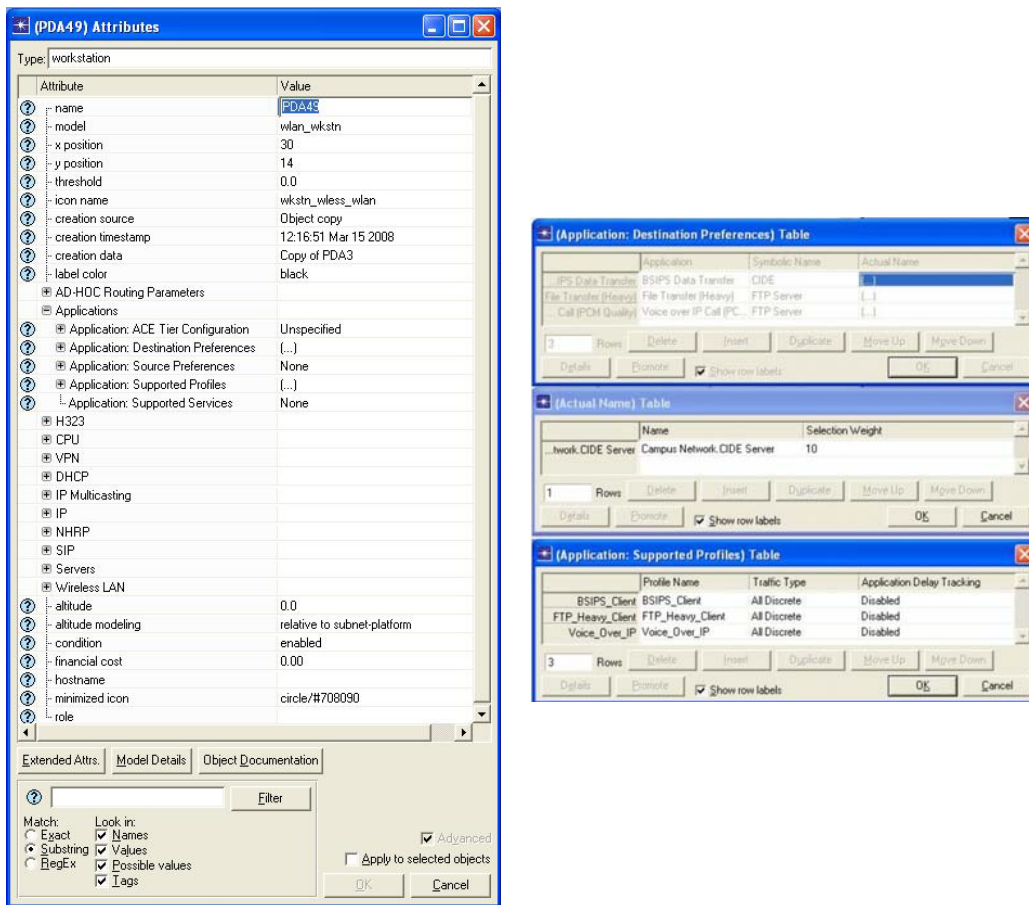 (PDA49) Attributes
Type: workstation
Attribute Value
name PDA49
model wlan_wkstn
x position 30
y position 14
threshold 0.0
icon name wkstn_wless_wlan
creation source Object copy
creation timestamp 12:16:51 Mar 15 2008
creation data Copy of PDA3
label color black
AD-HOC Routing Parameters
Applications
Application: ACE Tier Configuration Unspecified
Application: Destination Preferences (...)
Application: Source Preferences None
Application: Supported Profiles (...)
Application: Supported Services None
H323
CPU
VPN
DHCP
IP Multicasting
IP
NHRP
SIP
Servers
Wireless LAN
altitude 0.0
altitude modeling relative to subnet-platform
condition enabled
financial cost 0.00
hostname
minimized icon circle/#708090
role
Extended Attrs. Model Details Object Documentation
Filter
Match: Look in:
Exact Names
Substring Values
RegEx Possible values
Tags
Advanced
Apply to selected objects
OK Cancel
(Application: Destination Preferences) Table
Application Symbolic Name Actual Name
...IPS Data Transfer BSIPS Data Transfer CIDE (...)
File Transfer (Heavy) File Transfer (Heavy) FTP Server (...)
... Call (PCM Quality) Voice over IP Call (PC... FTP Server (...)
3 Rows Delete Insert Duplicate Move Up Move Down
Details Promote Show row labels OK Cancel
(Actual Name) Table
Name Selection Weight
...twork.CIDE Server Campus Network.CIDE Server 10
1 Rows Delete Insert Duplicate Move Up Move Down
Details Promote Show row labels OK Cancel
(Application: Supported Profiles) Table
Profile Name Traffic Type Application Delay Tracking
BSIPS_Client BSIPS_Client All Discrete Disabled
FTP_Heavy_Client FTP_Heavy_Client All Discrete Disabled
Voice_Over_IP Voice_Over_IP All Discrete Disabled
3 Rows Delete Insert Duplicate Move Up Move Down
Details Promote Show row labels OK Cancel